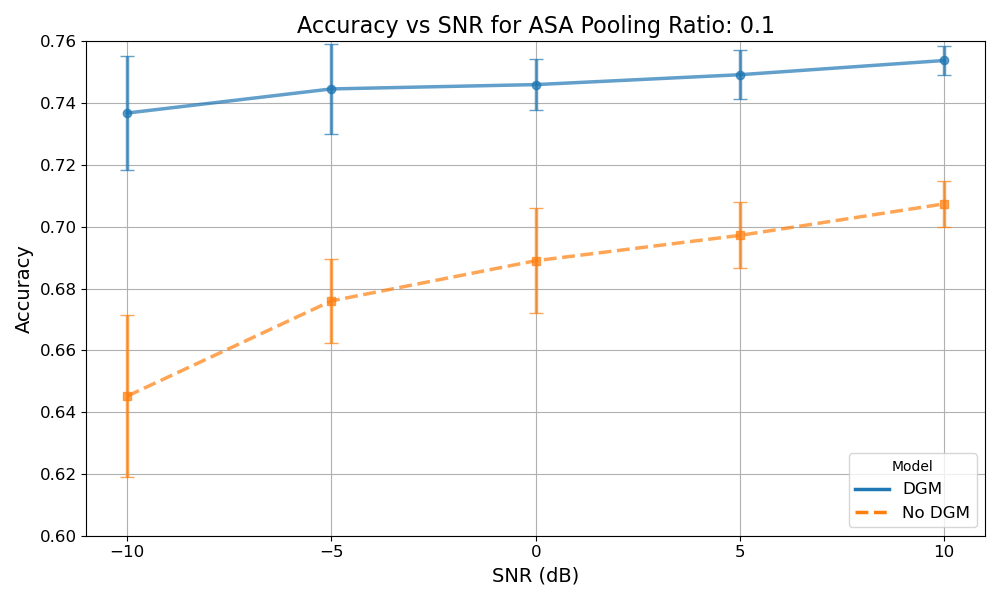 Accuracy vs SNR for ASA Pooling Ratio: 0.1
Accuracy
0.76
0.74
0.72
0.70
0.68
0.66
0.64
0.62
0.60
−10
−5
0
5
10
SNR (dB)
Model
DGM
No DGM